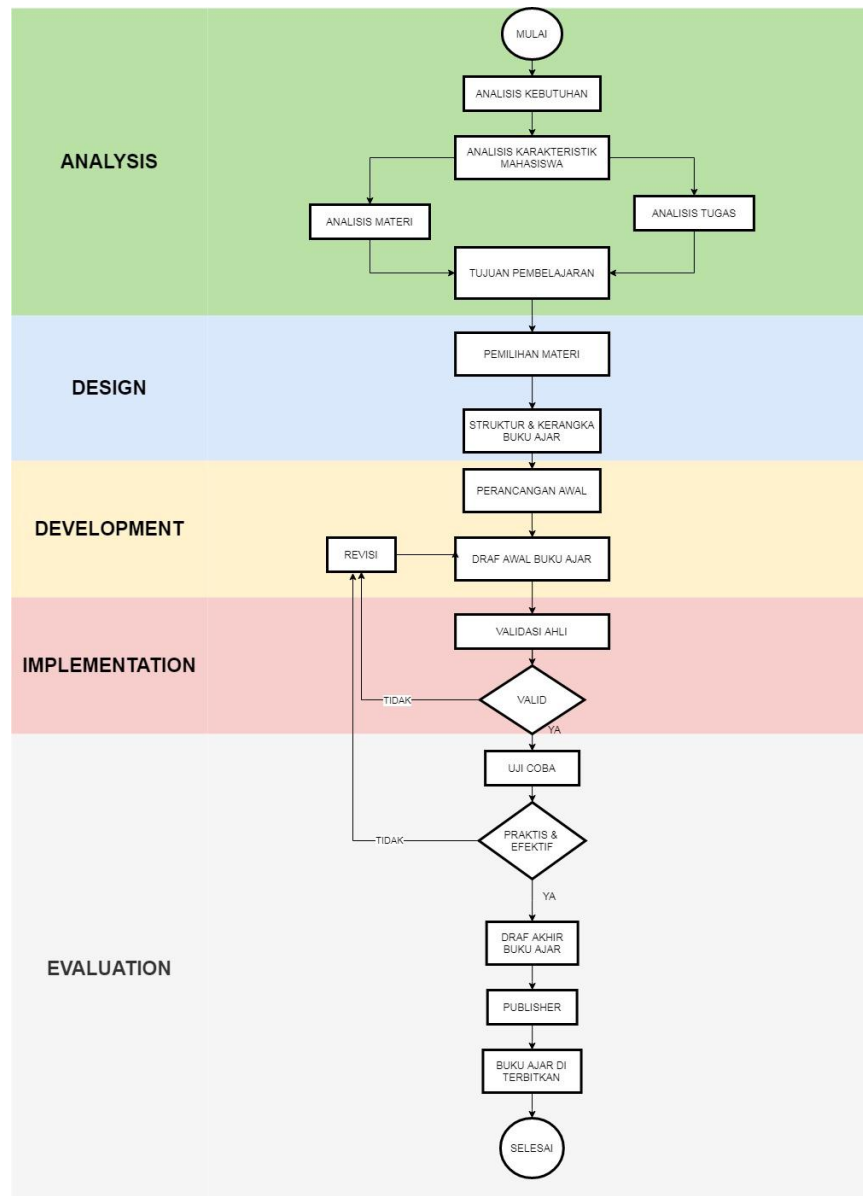 MULAI
ANALISIS KEBUTUHAN
ANALYSIS
ANALISIS KARAKTERISTIK
MAHASISWA
ANALISIS MATERI
ANALISIS TUGAS
TUJUAN PEMBELAJARAN
DESIGN
PEMILIHAN MATERI
STRUKTUR & KERANGKA
BUKU AJAR
DEVELOPMENT
PERANCANGAN AWAL
REVISI
DRAF AWAL BUKU AJAR
IMPLEMENTATION
VALIDASI AHLI
TIDAK
VALID
YA
EVALUATION
UJI COBA
TIDAK
PRAKTIS &
EFEKTIF
YA
DRAF AKHIR
BUKU AJAR
PUBLISHER
BUKU AJAR DI
TERBITKAN
SELESAI